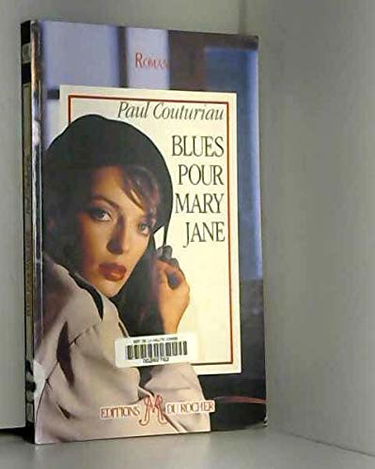 ROMAN
Paul Couturiau
BLUES
POUR
MARY
JANE
EDITIONS DU ROCHER